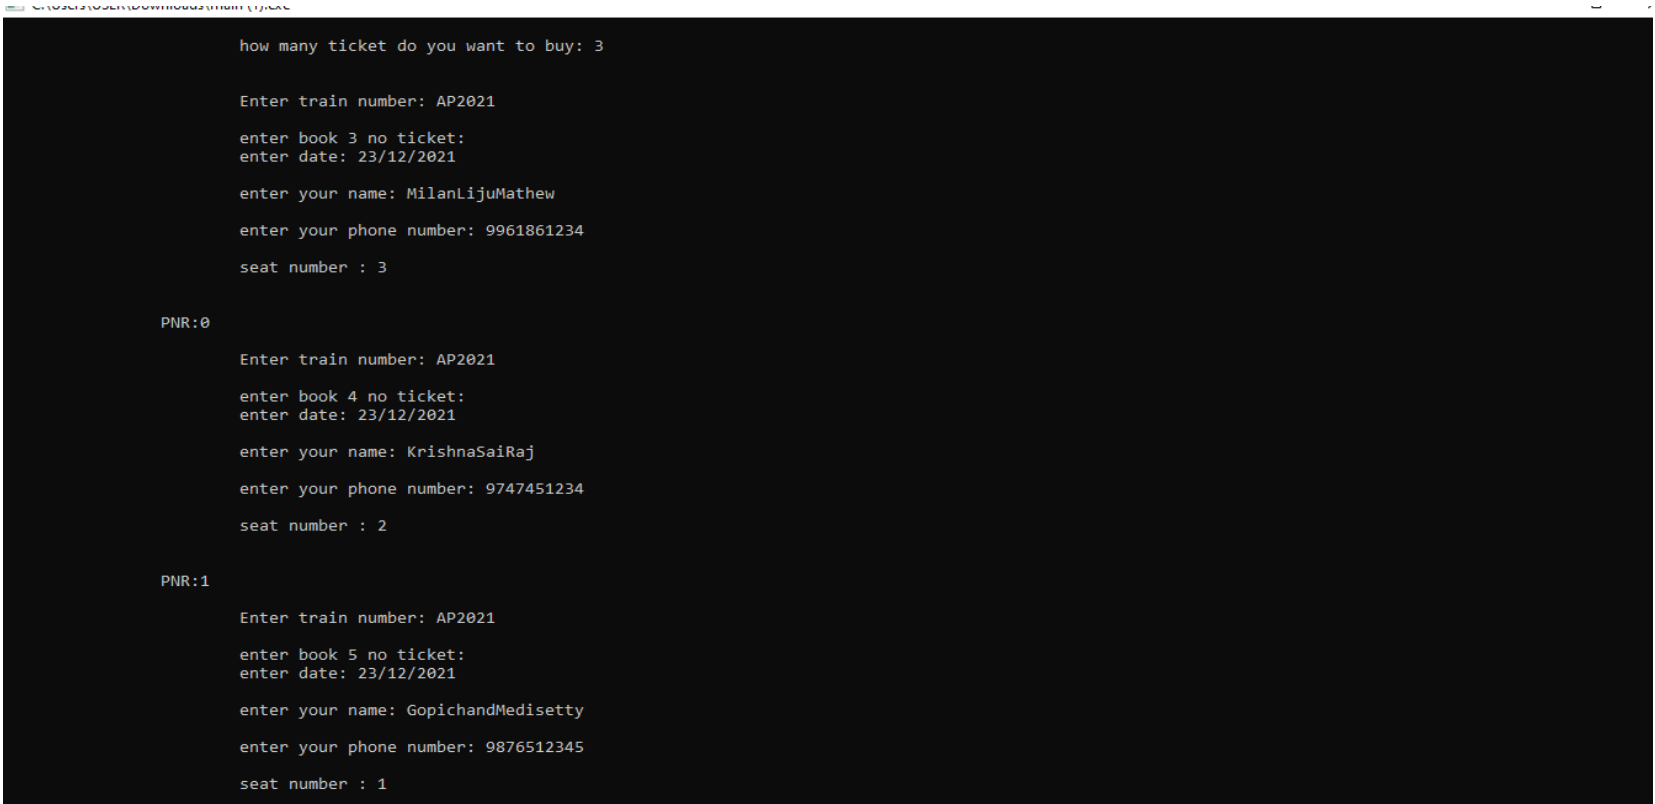 how many ticket do you want to buy: 3
Enter train number: AP2021
enter book 3 no ticket:
enter date: 23/12/2021
enter your name: MilanLijuMathew
enter your phone number: 9961861234
seat number : 3
PNR:0
Enter train number: AP2021
enter book 4 no ticket:
enter date: 23/12/2021
enter your name: KrishnaSaiRaj
enter your phone number: 9747451234
seat number : 2
PNR:1
Enter train number: AP2021
enter book 5 no ticket:
enter date: 23/12/2021
enter your name: GopichandMedisetty
enter your phone number: 9876512345
seat number : 1